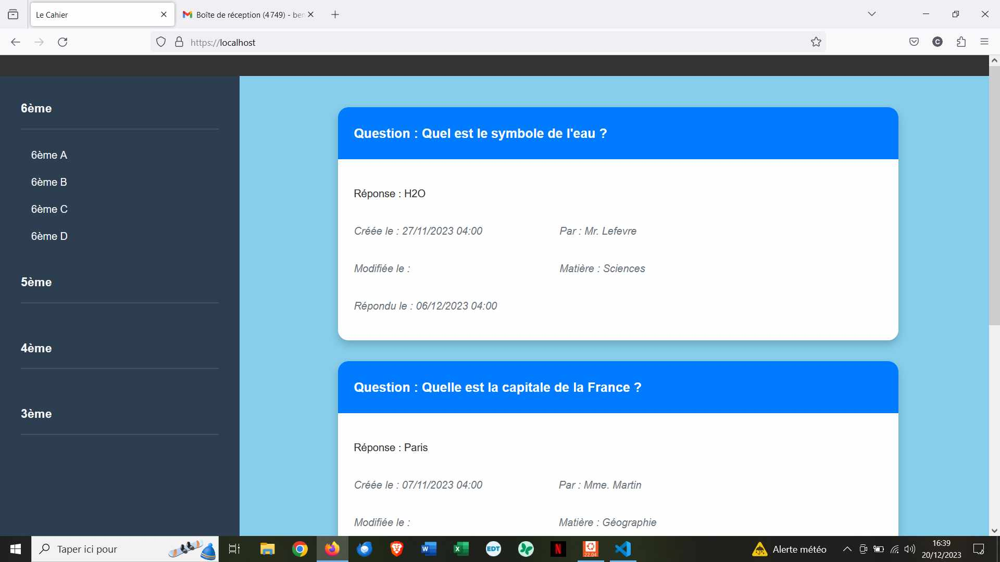 Le Cahier
Boîte de réception (4 749) - ben
https://localhost
C
6ème
6ème A
6ème B
6ème C
6ème D
5ème
4ème
3ème
Question : Quel est le symbole de l'eau ?
Réponse : H2O
Créée le : 27/11/2023 04:00 Par : Mr. Lefevre
Modifiée le : Matière : Sciences
Répondu le : 06/12/2023 04:00
Question : Quelle est la capitale de la France ?
Réponse : Paris
Créée le : 07/11/2023 04:00 Par : Mme. Martin
Modifiée le : Matière : Géographie
Taper ici pour
W
X
EDT
N
22.04
Alerte météo
16:39
20/12/2023